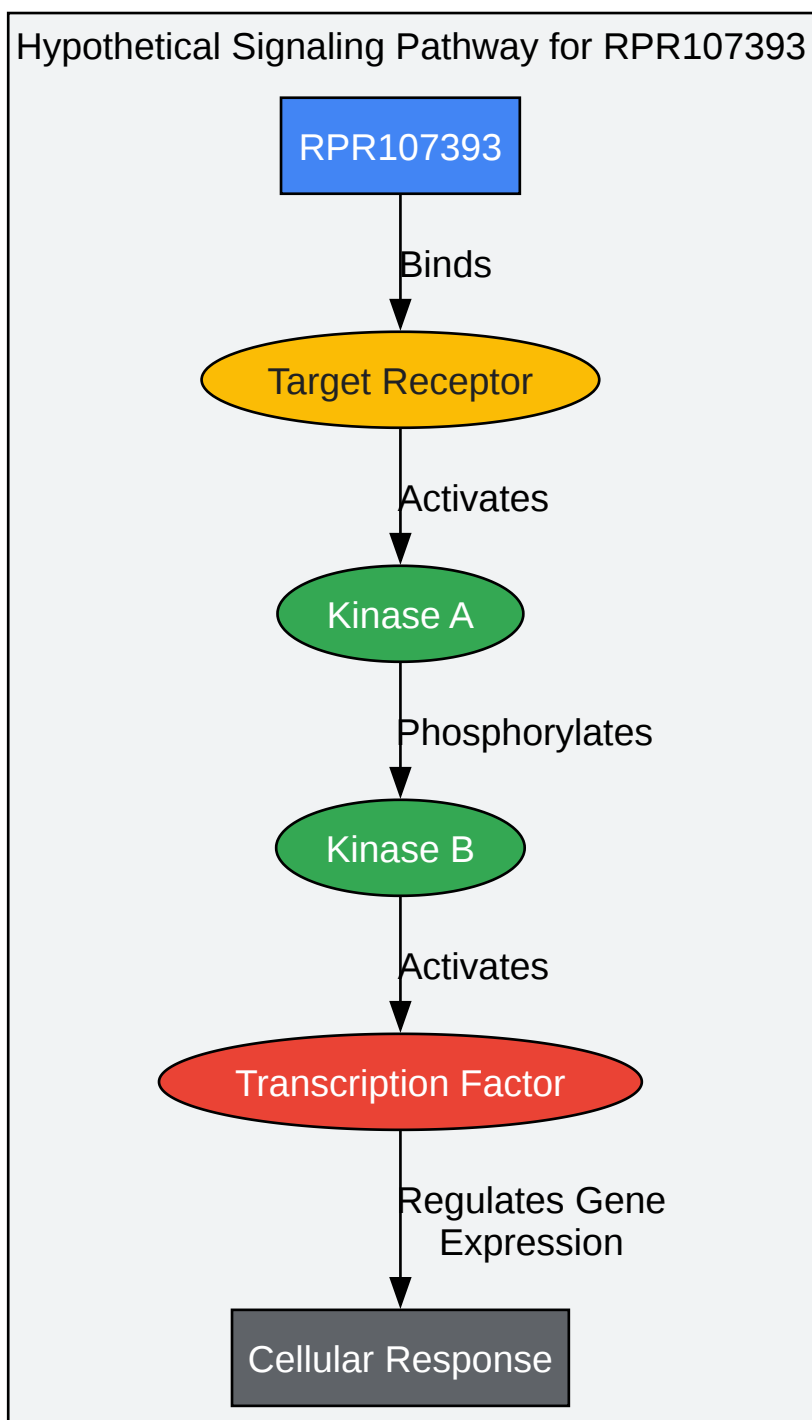 Hypothetical Signaling Pathway for RPR107393
RPR107393
Binds
Target Receptor
Activates
Kinase A
Phosphorylates
Kinase B
Activates
Transcription Factor
Regulates Gene
Expression
Cellular Response